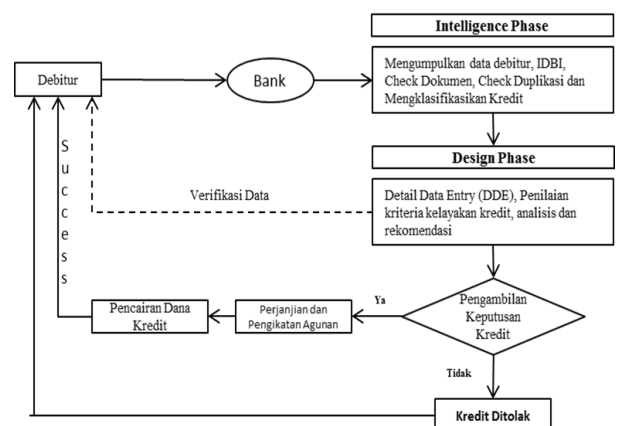 Intelligence Phase
Debitur
Bank
Mengumpulkan data debitur, IDBI,
Check Dokumen, Check Duplikasi dan
Mengklasifikasikan Kredit
Design Phase
Success
Verifikasi Data
Detail Data Entry (DDE), Penilaian
kriteria kelayakan kredit, analisis dan
rekomendasi
Pencairan Dana
Kredit
Perjanjian dan
Pengikatan Agunan
Ya
Pengambilan
Keputusan
Kredit
Tidak
Kredit Ditolak